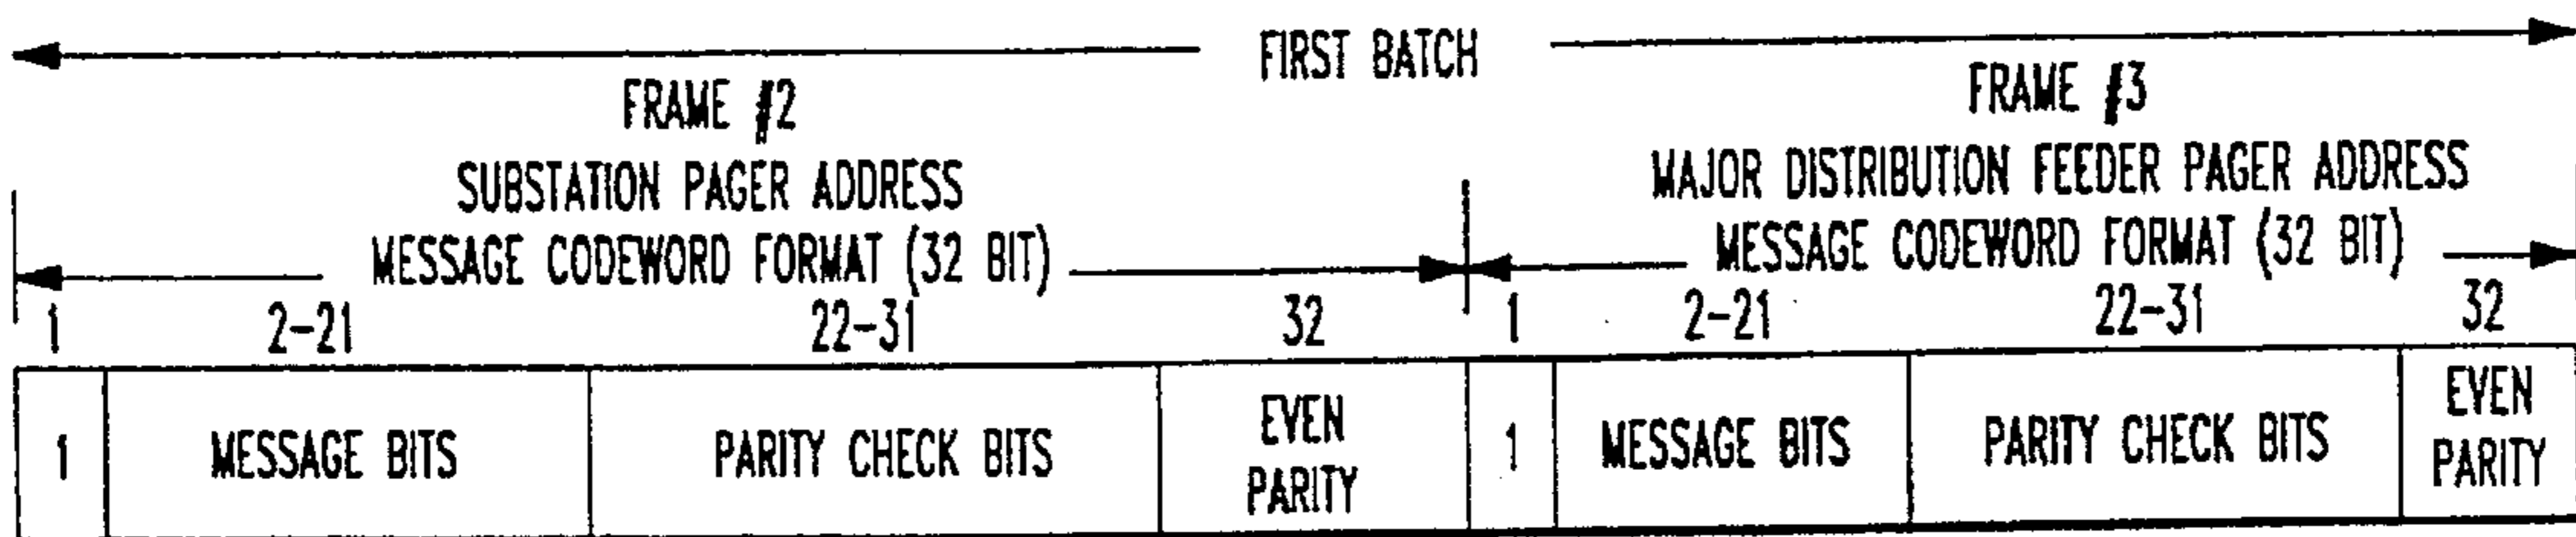 FIRST BATCH
FRAME #2
SUBSTATION PAGER ADDRESS
MESSAGE CODEWORD FORMAT (32 BIT)
FRAME #3
MAJOR DISTRIBUTION FEEDER PAGER ADDRESS
MESSAGE CODEWORD FORMAT (32 BIT)
1 2-21 22-31 32 1 2-21 22-31 32
1 MESSAGE BITS PARITY CHECK BITS EVEN PARITY 1 MESSAGE BITS PARITY CHECK BITS EVEN PARITY